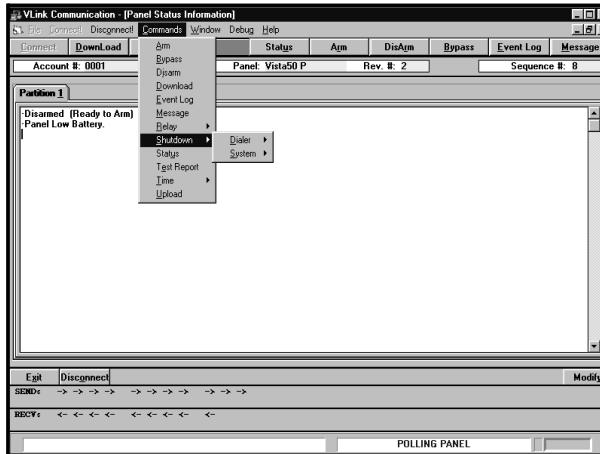 VLink Communication - [Panel Status Information]
File Connect! Disconnect! Commands Window Debug Help
Connect DownLoad Status Arm DisArm Bypass Event Log Message
Account #: 0001 Panel: Vista50 P Rev. #: 2 Sequence #: 8
Partition 1
·Disarmed (Ready to Arm)
·Panel Low Battery.
Arm
Bypass
Disarm
Download
Event Log
Message
Relay
Shutdown
Status
Test Report
Time
Upload
Dialer
System
Exit Disconnect Modify
SEND: -> -> -> -> -> -> -> -> -> -> ->
RECV: <- <- <- <- <- <- <- <- <-
POLLING PANEL